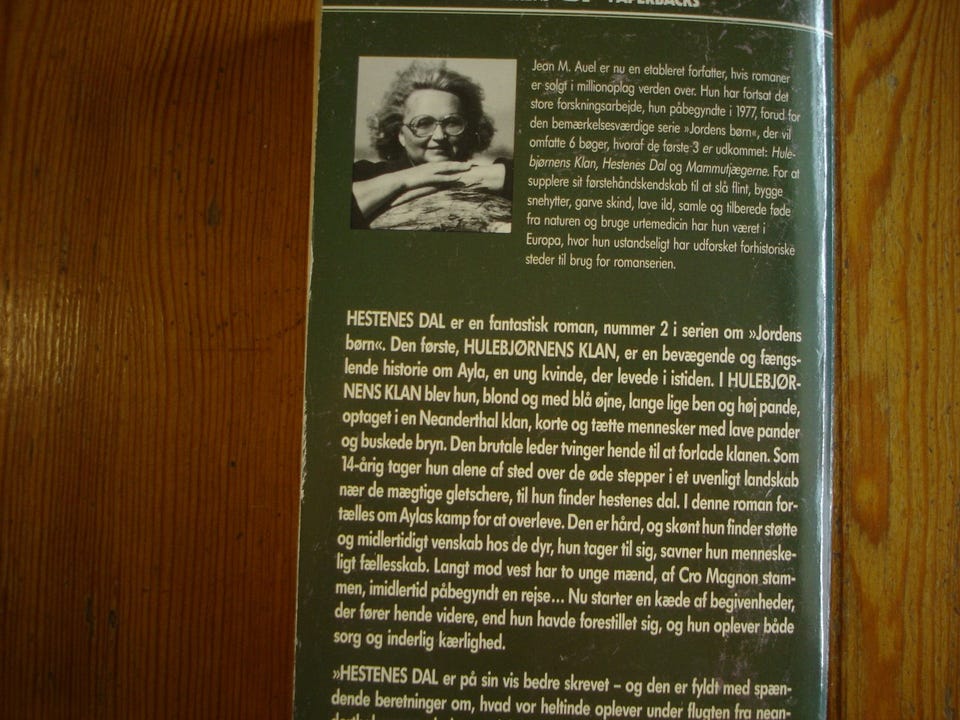 PAPERBACKS
Jean M. Auel er nu en etableret forfatter, hvis romaner
er solgt i millionoplag verden over. Hun har fortsat det
store forskningsarbejde, hun påbegyndte i 1977, forud for
den bemærkelsesværdige serie »Jordens børn«, der vil
omfatte 6 bøger, hvoraf de første 3 er udkommet: Hule-
bjørnens Klan, Hestenes Dal og Mammutjægerne. For at
supplere sit førstehåndskendskab til at slå flint, bygge
snehytter, garve skind, lave ild, samle og tilberede føde
fra naturen og bruge urtemedicin har hun været i
Europa, hvor hun ustandseligt har udforsket forhistoriske
steder til brug for romanserien.
HESTENES DAL er en fantastisk roman, nummer 2 i serien om »Jordens
børn«. Den første, HULEBJØRNENS KLAN, er en bevægende og fængs-
lende historie om Ayla, en ung kvinde, der levede i istiden. I HULEBJØR-
NENS KLAN blev hun, blond og med blå øjne, lange lige ben og høj pande,
optaget i en Neanderthal klan, korte og tætte mennesker med lave pander
og buskede bryn. Den brutale leder tvinger hende til at forlade klanen. Som
14-årig tager hun alene af sted over de øde stepper i et uvenligt landskab
nær de mægtige gletschere, til hun finder hestenes dal. I denne roman for-
tælles om Aylas kamp for at overleve. Den er hård, og skønt hun finder støtte
og midlertidigt venskab hos de dyr, hun tager til sig, savner hun menneske-
ligt fællesskab. Langt mod vest har to unge mænd, af Cro Magnon stam-
men, imidlertid påbegyndt en rejse... Nu starter en kæde af begivenheder,
der fører hende videre, end hun havde forestillet sig, og hun oplever både
sorg og inderlig kærlighed.
»HESTENES DAL er på sin vis bedre skrevet – og den er fyldt med spæn-
dende beretninger om, hvad vor heltinde oplever under flugten fra nean-